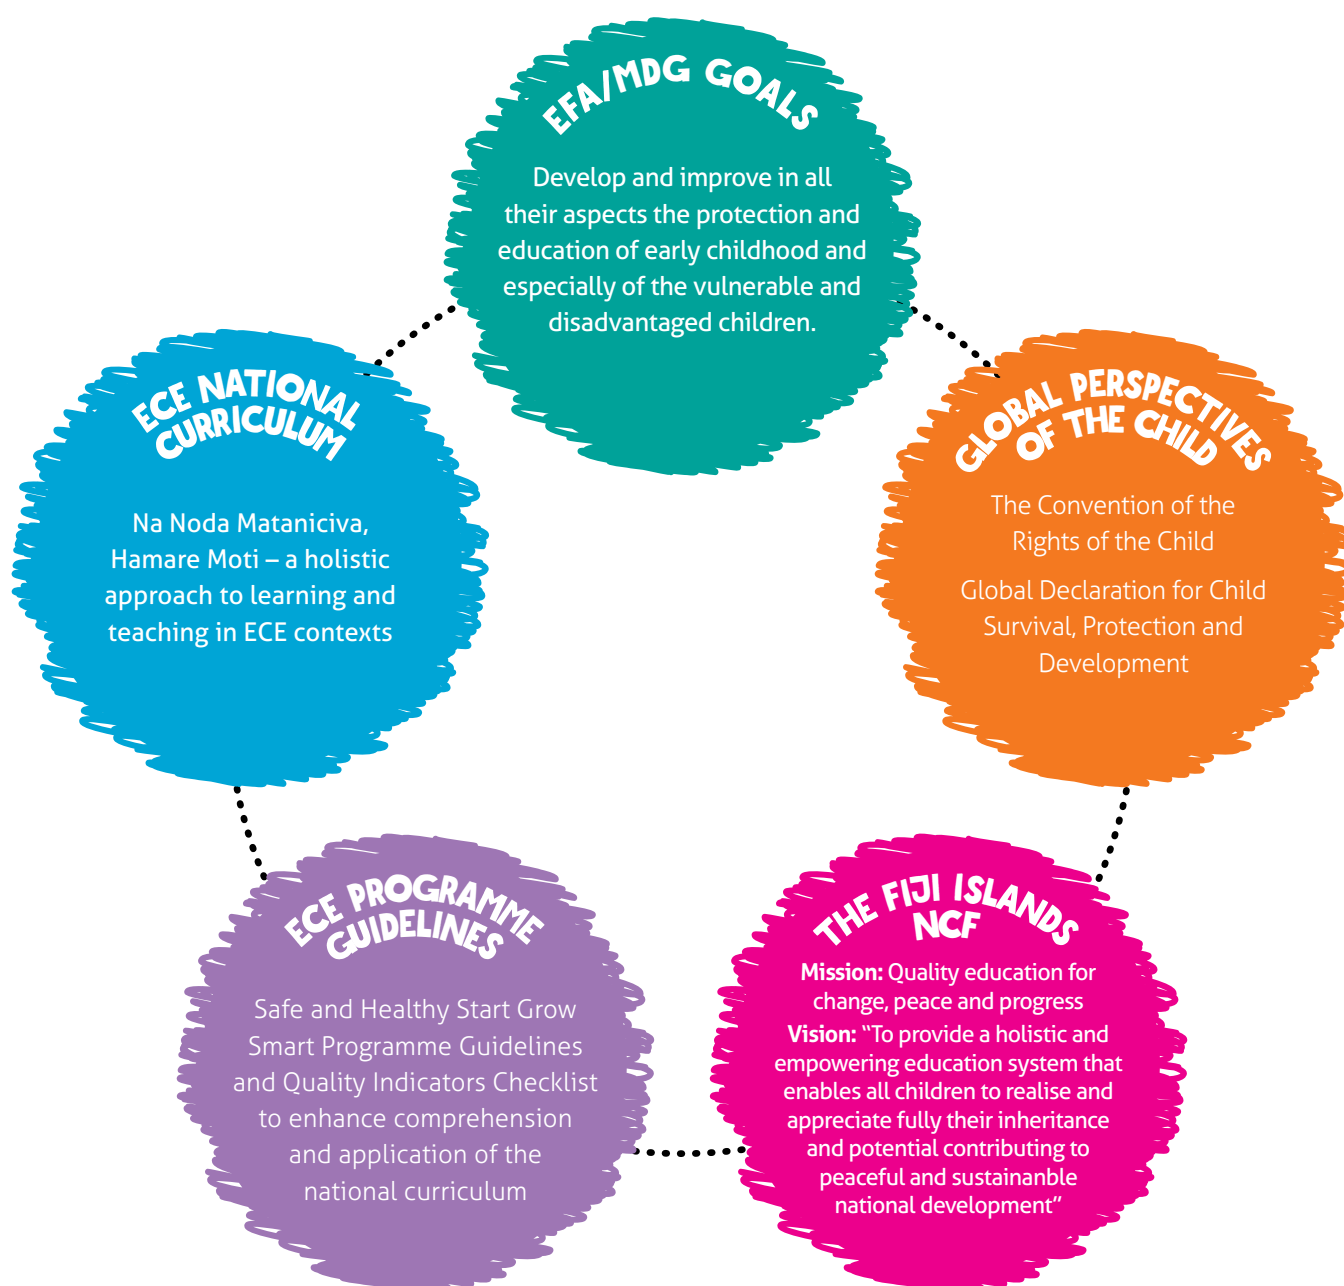 EFA/MDG GOALS
Develop and improve in all
their aspects the protection and
education of early childhood and
especially of the vulnerable and
disadvantaged children.
ECE NATIONAL
CURRICULUM
Na Noda Mataniciva,
Hamare Moti – a holistic
approach to learning and
teaching in ECE contexts
GLOBAL PERSPECTIVES
OF THE CHILD
The Convention of the
Rights of the Child
Global Declaration for Child
Survival, Protection and
Development
ECE PROGRAMME
GUIDELINES
Safe and Healthy Start Grow
Smart Programme Guidelines
and Quality Indicators Checklist
to enhance comprehension
and application of the
national curriculum
THE FIJI ISLANDS
NCF
Mission: Quality education for
change, peace and progress
Vision: “To provide a holistic and
empowering education system that
enables all children to realise and
appreciate fully their inheritance
and potential contributing to
peaceful and sustainanble
national development”